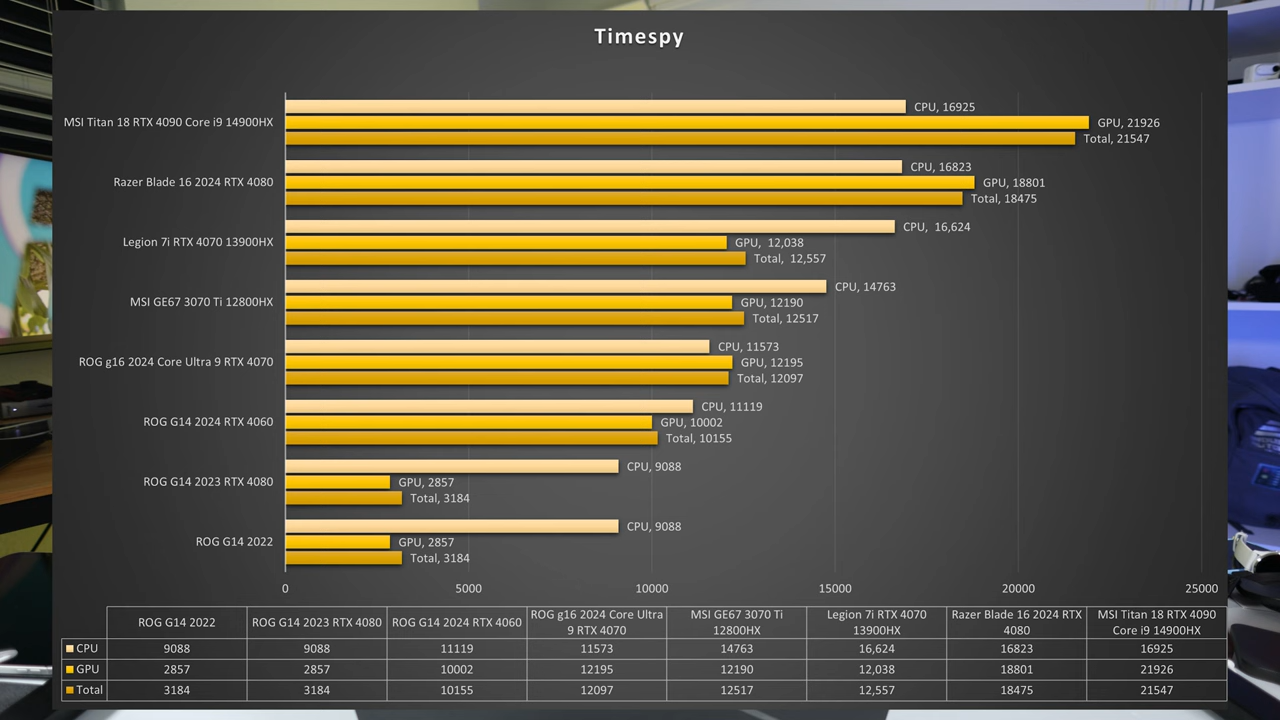 Timespy
MSI Titan 18 RTX 4090 Core i9 14900HX
CPU, 16925
GPU, 21926
Total, 21547
Razer Blade 16 2024 RTX 4080
CPU, 16823
GPU, 18801
Total, 18475
Legion 7i RTX 4070 13900HX
CPU, 16,624
GPU, 12,038
Total, 12,557
MSI GE67 3070 Ti 12800HX
CPU, 14763
GPU, 12190
Total, 12517
ROG g16 2024 Core Ultra 9 RTX 4070
CPU, 11573
GPU, 12195
Total, 12097
ROG G14 2024 RTX 4060
CPU, 11119
GPU, 10002
Total, 10155
ROG G14 2023 RTX 4080
CPU, 9088
GPU, 2857
Total, 3184
ROG G14 2022
CPU, 9088
GPU, 2857
Total, 3184
0 5000 10000 15000 20000 25000
ROG G14 2022 ROG G14 2023 RTX 4080 ROG G14 2024 RTX 4060 ROG g16 2024 Core Ultra 9 RTX 4070 MSI GE67 3070 Ti 12800HX Legion 7i RTX 4070 13900HX Razer Blade 16 2024 RTX 4080 MSI Titan 18 RTX 4090 Core i9 14900HX
CPU 9088 9088 11119 11573 14763 16,624 16823 16925
GPU 2857 2857 10002 12195 12190 12,038 18801 21926
Total 3184 3184 10155 12097 12517 12,557 18475 21547